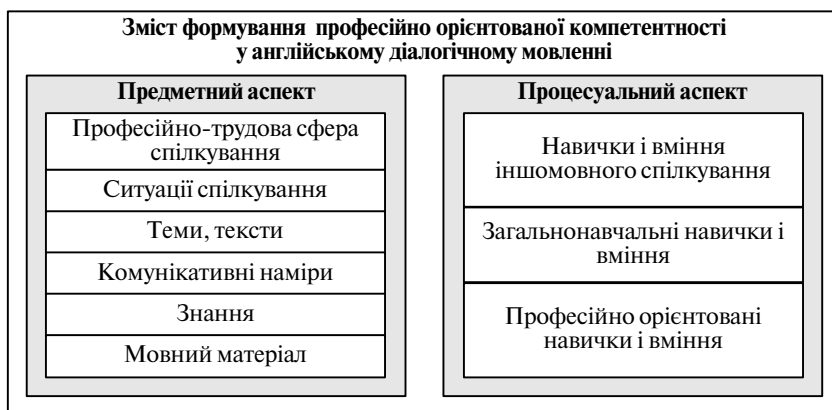 Зміст формування професійно орієнтованої компетентності
у англійському діалогічному мовленні
Предметний аспект
Професійно-трудова сфера
спілкування
Ситуації спілкування
Теми, тексти
Комунікативні наміри
Знання
Мовний матеріал
Процесуальний аспект
Навички і вміння
іншомовного спілкування
Загальнонавчальні навички і
вміння
Професійно орієнтовані
навички і вміння